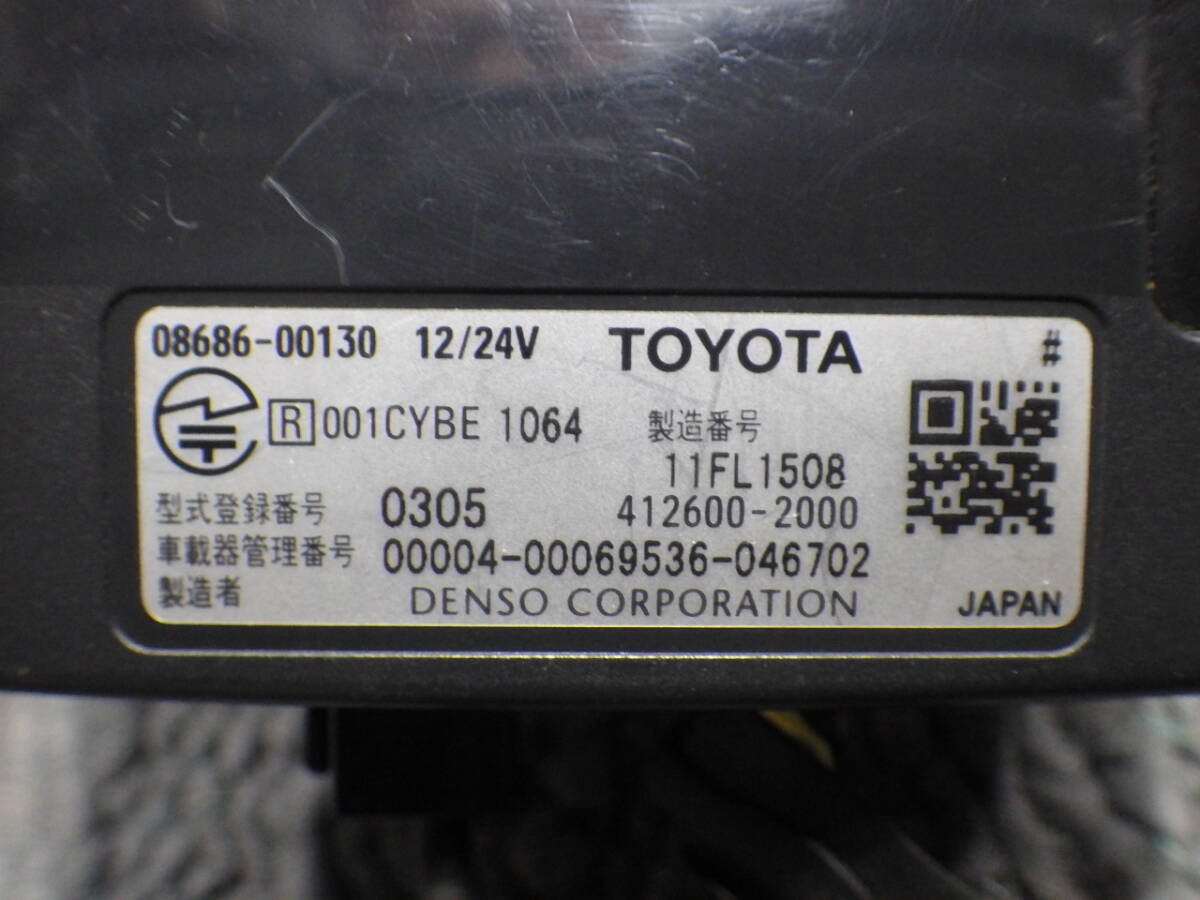 08686-00130 12/24V TOYOTA #
R 001CYBE 1064 製造番号
11FL1508
型式登録番号 0305 412600-2000
車載器管理番号 00004-00069536-046702
製造者 DENSO CORPORATION JAPAN